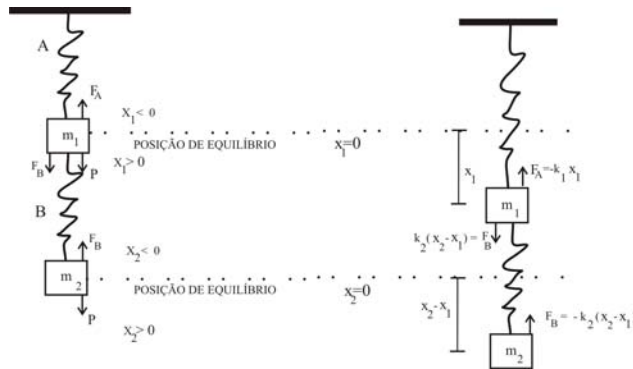 A
F_A
X_1 < 0
m_1
POSIÇÃO DE EQUILÍBRIO
x_1=0
F_B
P
X_1 > 0
B
F_B
X_2 < 0
m_2
POSIÇÃO DE EQUILÍBRIO
x_2=0
P
X_2 > 0
x_1
F_A=-k_1 x_1
m_1
k_2(x_2-x_1) = F_B
x_2-x_1
F_B = - k_2(x_2-x_1
m_2